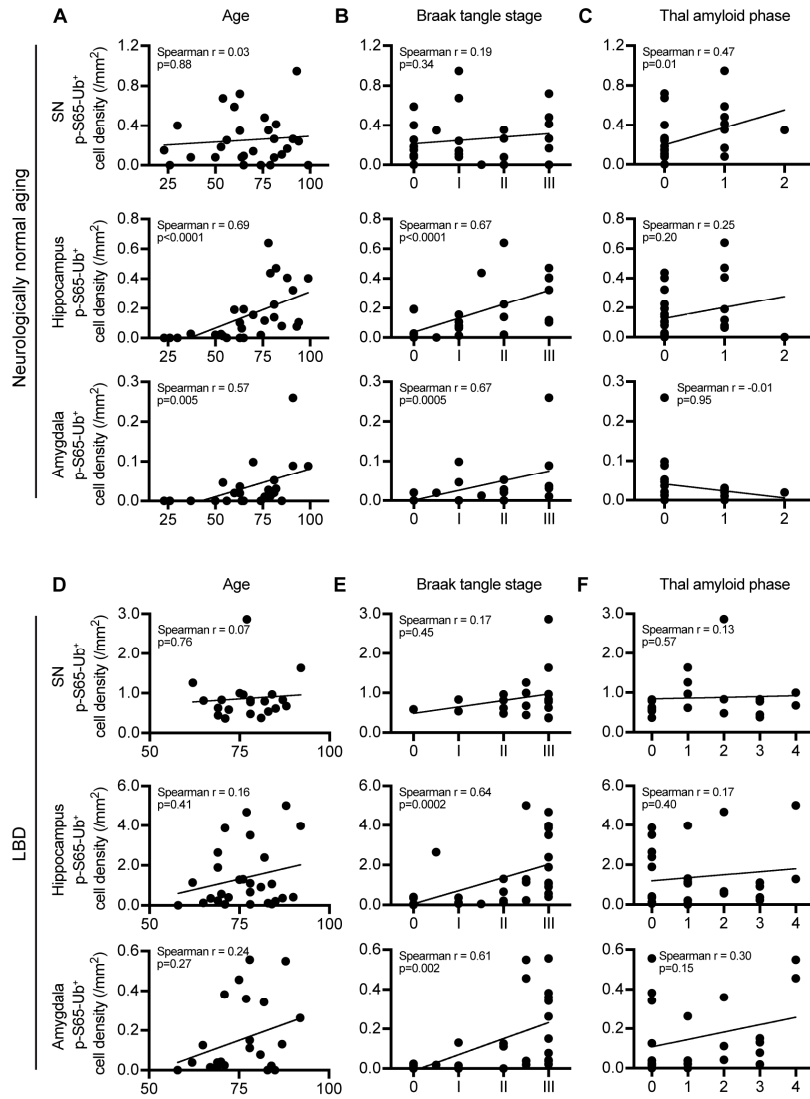 A Age B Braak tangle stage C Thal amyloid phase
Neurologically normal aging
SN
p-S65-Ub⁺
cell density (/mm²)
1.2
0.8
0.4
0.0
Spearman r = 0.03
p=0.88
25 50 75 100
1.2
0.8
0.4
0.0
Spearman r = 0.19
p=0.34
0 I II III
1.2
0.8
0.4
0.0
Spearman r = 0.47
p=0.01
0 1 2
Hippocampus
p-S65-Ub⁺
cell density (/mm²)
0.8
0.6
0.4
0.2
0.0
Spearman r = 0.69
p<0.0001
25 50 75 100
0.8
0.6
0.4
0.2
0.0
Spearman r = 0.67
p<0.0001
0 I II III
0.8
0.6
0.4
0.2
0.0
Spearman r = 0.25
p=0.20
0 1 2
Amygdala
p-S65-Ub⁺
cell density (/mm²)
0.3
0.2
0.1
0.0
Spearman r = 0.57
p=0.005
25 50 75 100
0.3
0.2
0.1
0.0
Spearman r = 0.67
p=0.0005
0 I II III
0.3
0.2
0.1
0.0
Spearman r = -0.01
p=0.95
0 1 2
D Age E Braak tangle stage F Thal amyloid phase
LBD
SN
p-S65-Ub⁺
cell density (/mm²)
3.0
2.0
1.0
0.0
Spearman r = 0.07
p=0.76
50 75 100
3.0
2.0
1.0
0.0
Spearman r = 0.17
p=0.45
0 I II III
3.0
2.0
1.0
0.0
Spearman r = 0.13
p=0.57
0 1 2 3 4
Hippocampus
p-S65-Ub⁺
cell density (/mm²)
6.0
4.0
2.0
0.0
Spearman r = 0.16
p=0.41
50 75 100
6.0
4.0
2.0
0.0
Spearman r = 0.64
p=0.0002
0 I II III
6.0
4.0
2.0
0.0
Spearman r = 0.17
p=0.40
0 1 2 3 4
Amygdala
p-S65-Ub⁺
cell density (/mm²)
0.6
0.4
0.2
0.0
Spearman r = 0.24
p=0.27
50 75 100
0.6
0.4
0.2
0.0
Spearman r = 0.61
p=0.002
0 I II III
0.6
0.4
0.2
0.0
Spearman r = 0.30
p=0.15
0 1 2 3 4